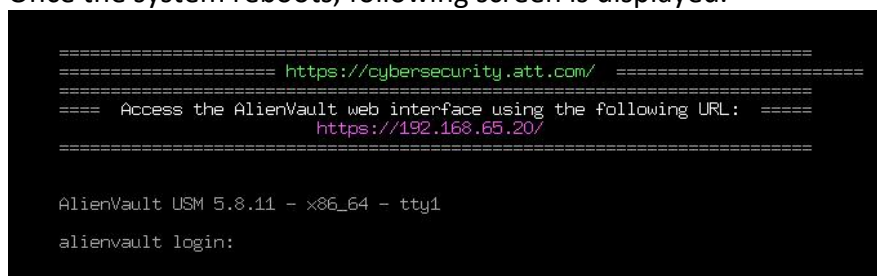 Once the system reboots, following screen is displayed.
========================================================================
===================== https://cybersecurity.att.com/ ========================
========================================================================
==== Access the AlienVault web interface using the following URL: =====
https://192.168.65.20/
========================================================================
AlienVault USM 5.8.11 - x86_64 - tty1
alienvault login: